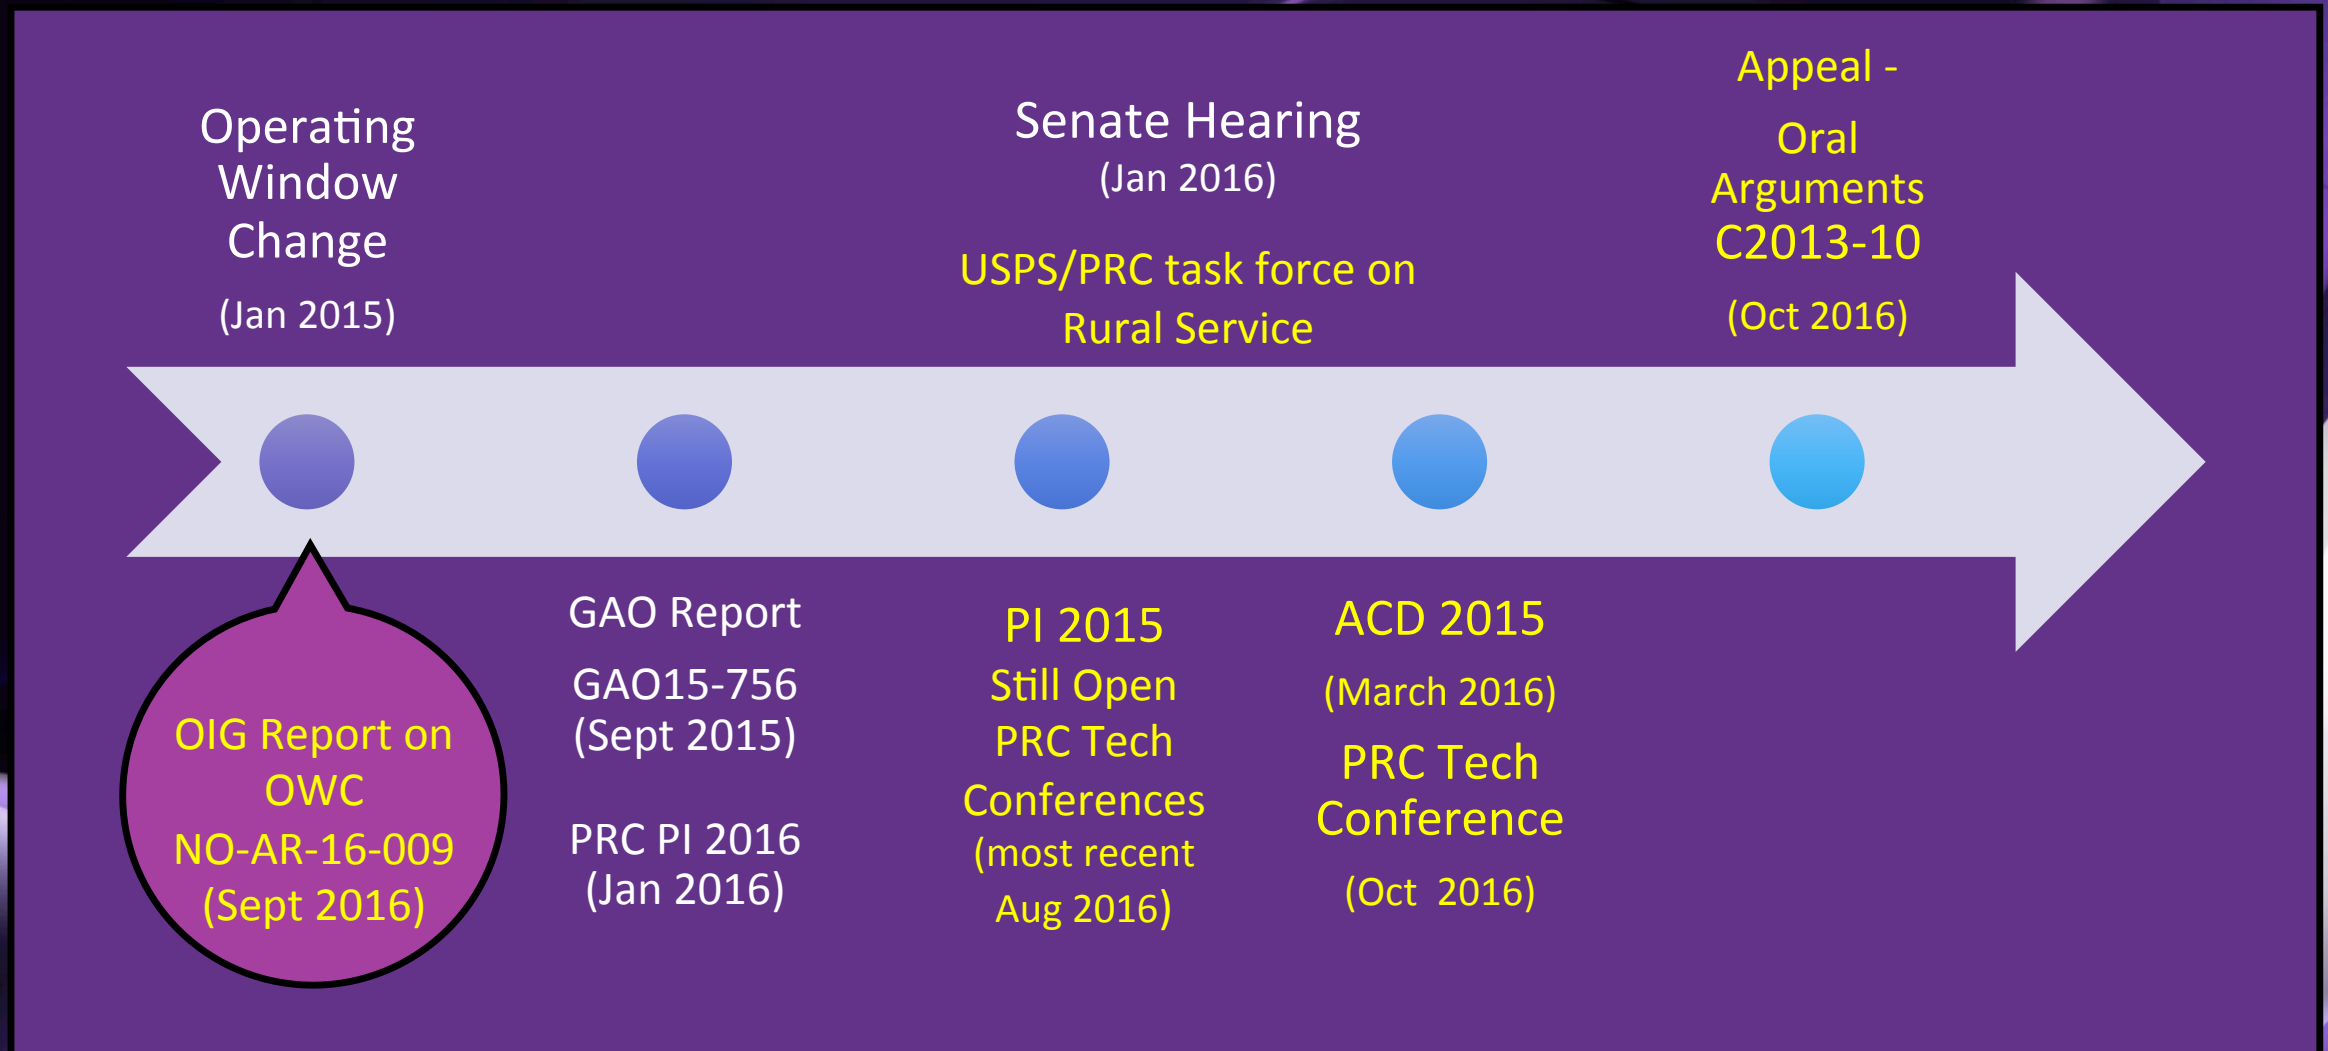 Operating
Window
Change
(Jan 2015)
Senate Hearing
(Jan 2016)
USPS/PRC task force on
Rural Service
Appeal -
Oral
Arguments
C2013-10
(Oct 2016)
OIG Report on
OWC
NO-AR-16-009
(Sept 2016)
GAO Report
GAO15-756
(Sept 2015)
PRC PI 2016
(Jan 2016)
PI 2015
Still Open
PRC Tech
Conferences
(most recent
Aug 2016)
ACD 2015
(March 2016)
PRC Tech
Conference
(Oct  2016)